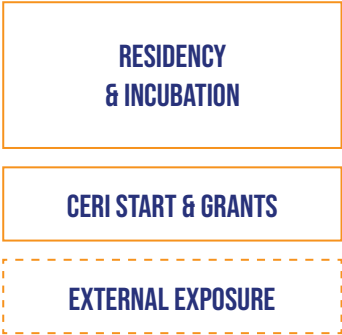 RESIDENCY
& INCUBATION
CERI START & GRANTS
EXTERNAL EXPOSURE